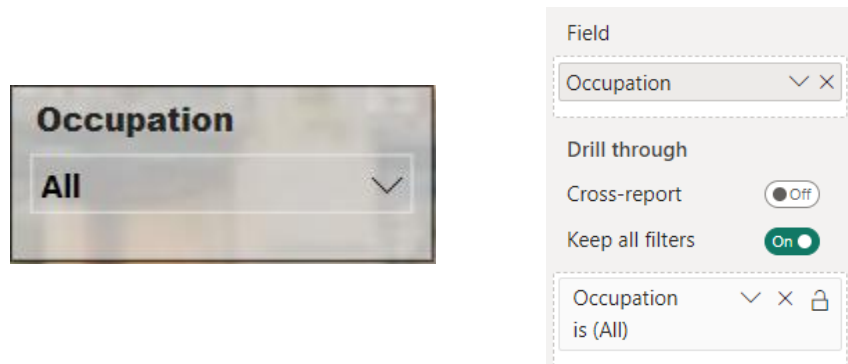 Occupation
All
Field
Occupation
Drill through
Cross-report Off
Keep all filters On
Occupation
is (All)